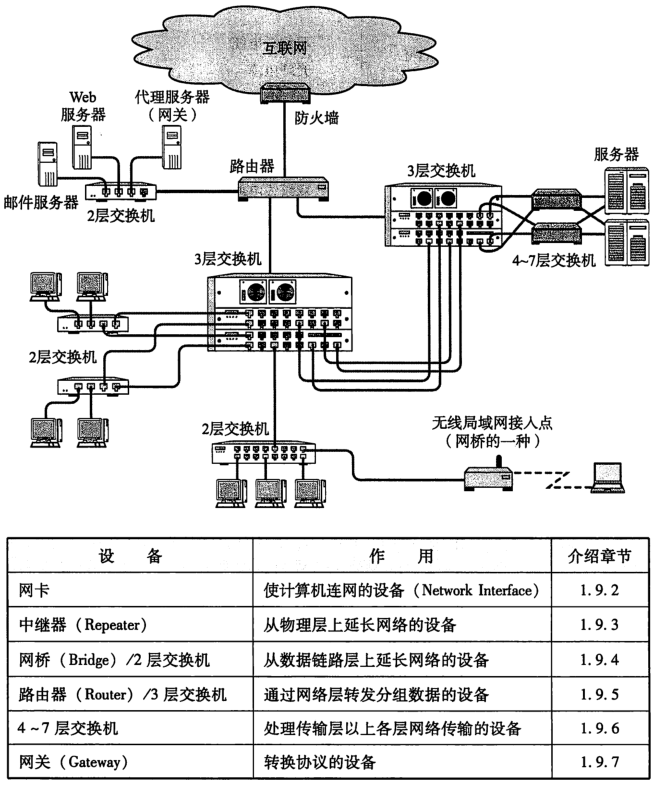 互联网
防火墙
Web
服务器
代理服务器
（网关）
邮件服务器
2层交换机
路由器
3层交换机
服务器
4~7层交换机
3层交换机
2层交换机
2层交换机
无线局域网接入点
（网桥的一种）
设 备 作 用 介绍章节
网卡 使计算机连网的设备（Network Interface） 1.9.2
中继器（Repeater） 从物理层上延长网络的设备 1.9.3
网桥（Bridge）/2 层交换机 从数据链路层上延长网络的设备 1.9.4
路由器（Router）/3 层交换机 通过网络层转发分组数据的设备 1.9.5
4 ~7 层交换机 处理传输层以上各层网络传输的设备 1.9.6
网关（Gateway） 转换协议的设备 1.9.7